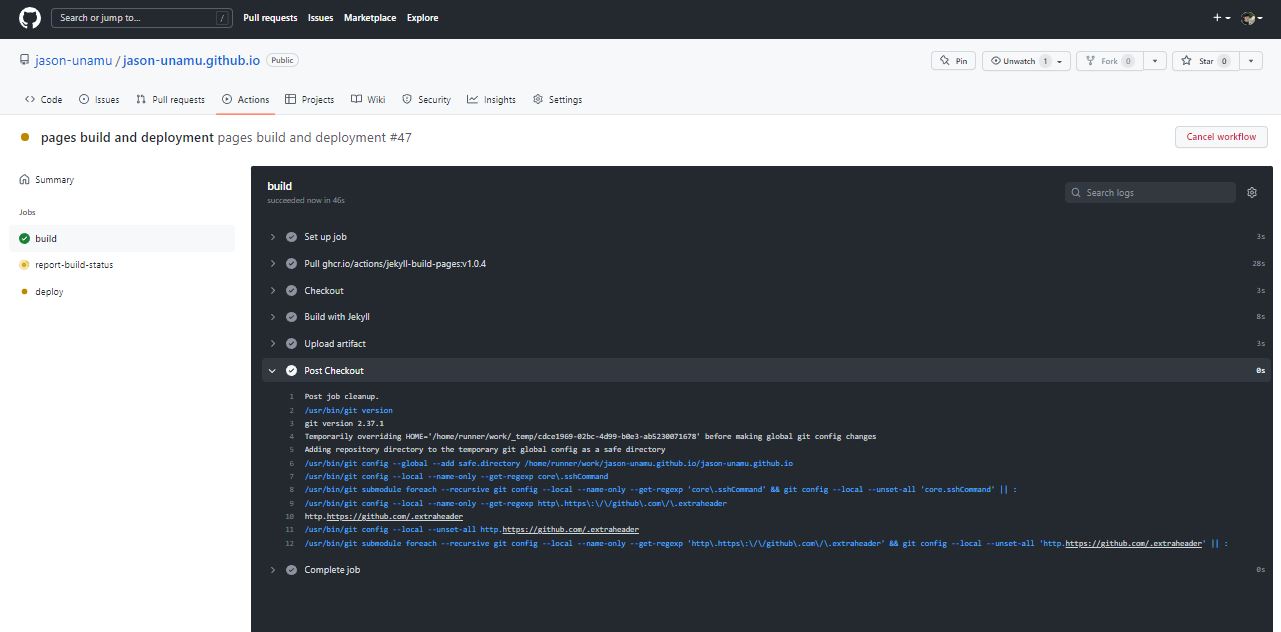 Search or jump to... /
Pull requests Issues Marketplace Explore
jason-unamu / jason-unamu.github.io Public
Pin Unwatch 1 Fork 0 Star 0
Code Issues Pull requests Actions Projects Wiki Security Insights Settings
pages build and deployment pages build and deployment #47
Cancel workflow
Summary
Jobs
build
report-build-status
deploy
build
succeeded now in 46s
Search logs
Set up job 3s
Pull ghcr.io/actions/jekyll-build-pages:v1.0.4 28s
Checkout 3s
Build with Jekyll 8s
Upload artifact 3s
Post Checkout 0s
1 Post job cleanup.
2 /usr/bin/git version
3 git version 2.37.1
4 Temporarily overriding HOME='/home/runner/work/_temp/cdce1969-02bc-4d99-b0e3-ab5230071678' before making global git config changes
5 Adding repository directory to the temporary git global config as a safe directory
6 /usr/bin/git config --global --add safe.directory /home/runner/work/jason-unamu.github.io/jason-unamu.github.io
7 /usr/bin/git config --local --name-only --get-regexp core\.sshCommand
8 /usr/bin/git submodule foreach --recursive git config --local --name-only --get-regexp 'core\.sshCommand' && git config --local --unset-all 'core.sshCommand' || :
9 /usr/bin/git config --local --name-only --get-regexp http\.https\:\/\/github\.com\/\.extraheader
10 http.https://github.com/.extraheader
11 /usr/bin/git config --local --unset-all http.https://github.com/.extraheader
12 /usr/bin/git submodule foreach --recursive git config --local --name-only --get-regexp 'http\.https\:\/\/github\.com\/\.extraheader' && git config --local --unset-all 'http.https://github.com/.extraheader' || :
Complete job 0s